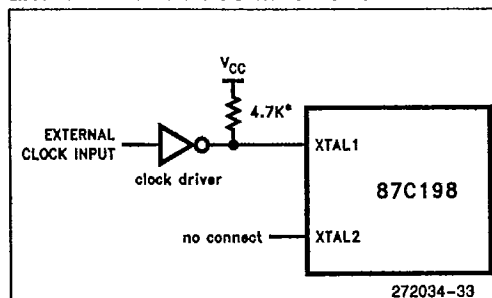 VCC
4.7K*
EXTERNAL
CLOCK INPUT
clock driver
XTAL1
87C198
no connect
XTAL2
272034-33